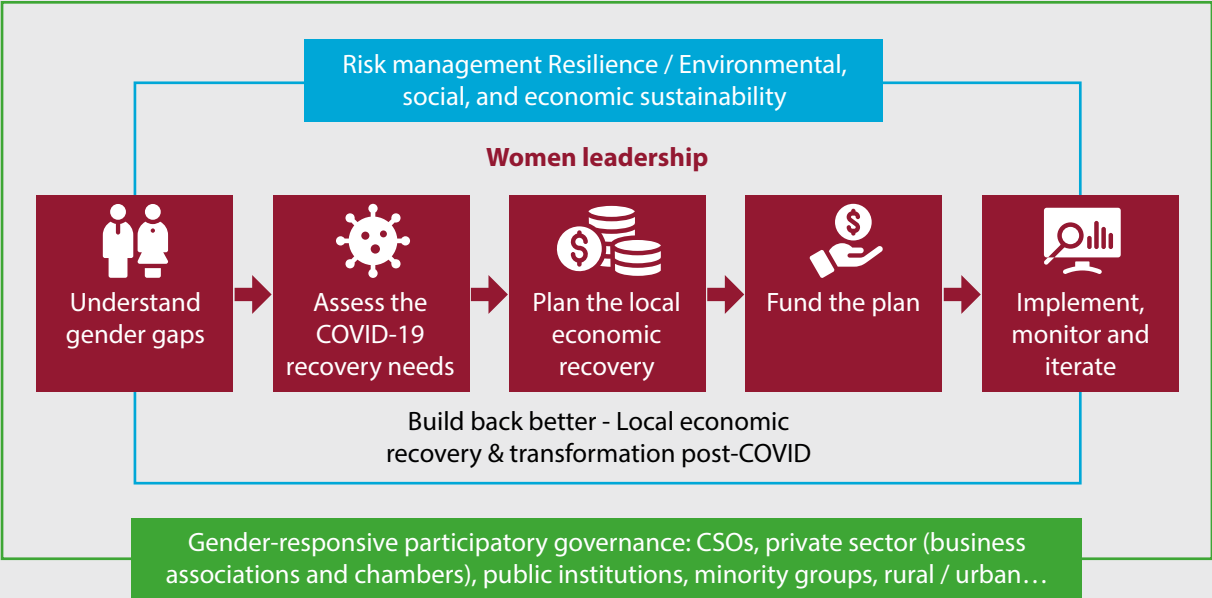 Risk management Resilience / Environmental,
social, and economic sustainability
Women leadership
Understand
gender gaps
Assess the
COVID-19
recovery needs
Plan the local
economic
recovery
Fund the plan
Implement,
monitor and
iterate
Build back better - Local economic
recovery & transformation post-COVID
Gender-responsive participatory governance: CSOs, private sector (business
associations and chambers), public institutions, minority groups, rural / urban…